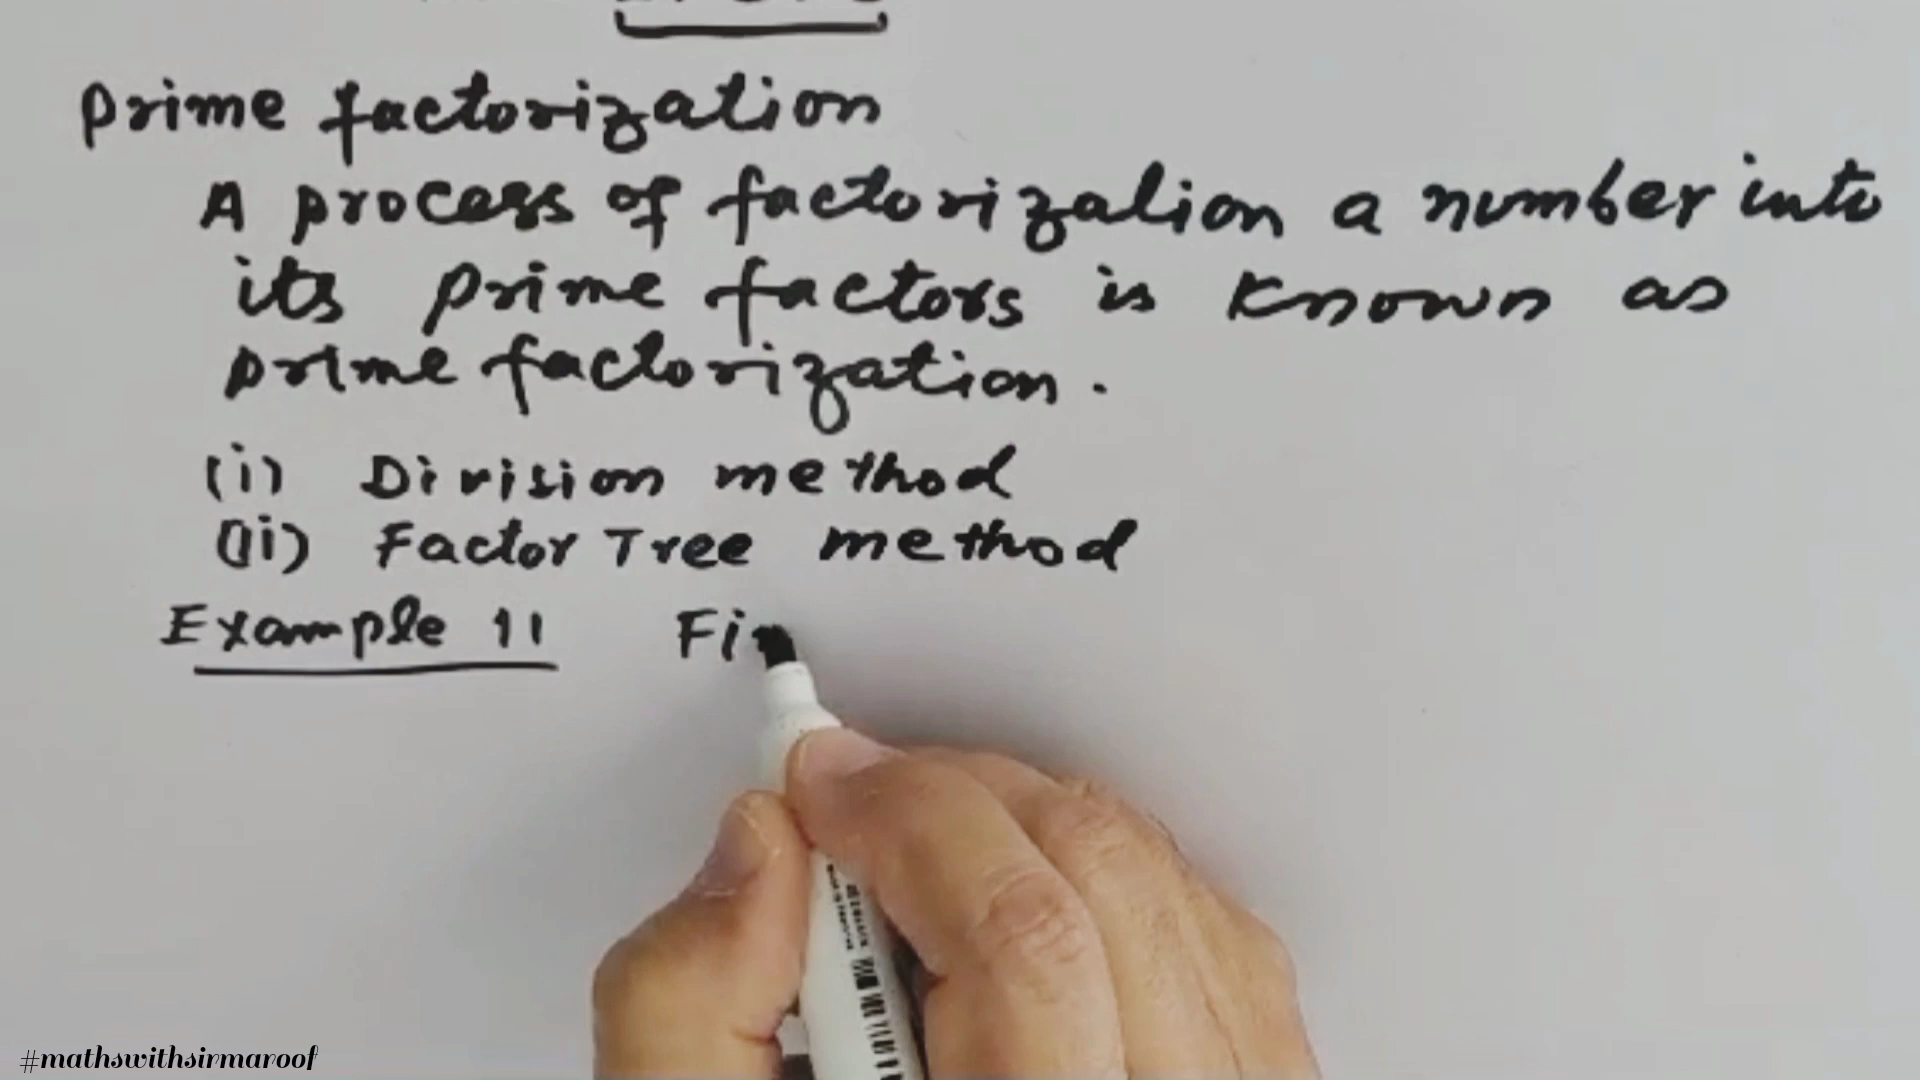 prime factorization
A process of factorization a number into
its prime factors is known as
prime factorization.
(i) Division method
(ii) Factor Tree method
Example 11 Fin
#mathswithsirmaroof